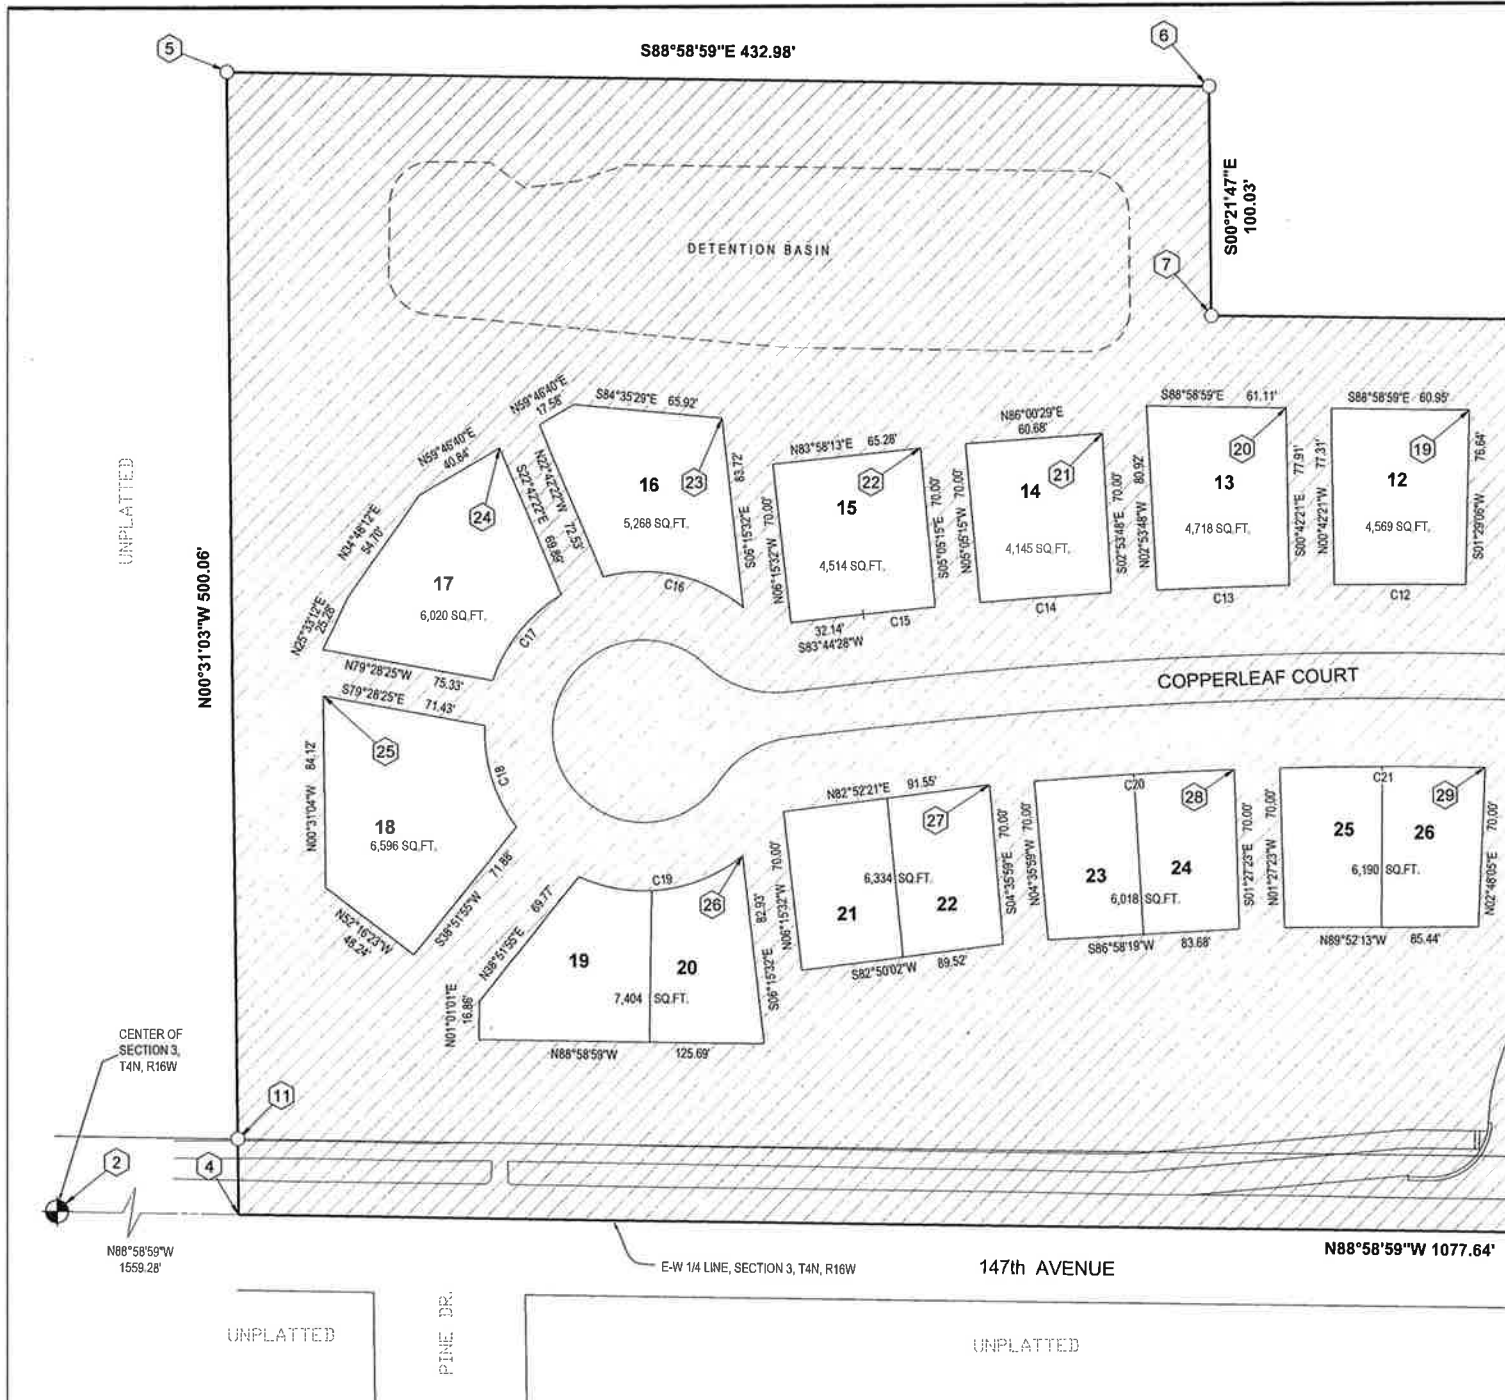 5
S88°58'59"E 432.98'
6
S00°21'47"E
100.03'
7
DETENTION BASIN
UNPLATTED
N00°31'03"W 500.06'
N59°46'40"E
17.58'
S84°35'29"E 65.92'
N59°46'40"E
40.84'
24
S22°42'22"E 69.89'
N34°48'12"E
54.70'
N25°33'12"E
25.28'
17
6,020 SQ.FT.
C17
N79°28'25"W 75.33'
N22°42'22"W 72.53'
16
5,268 SQ.FT.
23
83.72'
S06°15'32"E
C16
N83°58'13"E 65.28'
N06°15'32"W 70.00'
15
22
4,514 SQ.FT.
S05°05'15"E 70.00'
32.14'
S83°44'28"W
C15
N86°00'29"E
60.68'
N05°05'15"W 70.00'
14
21
4,145 SQ.FT.
S02°53'48"E 70.00'
C14
S88°58'59"E 61.11'
N02°53'48"W 80.92'
13
20
4,718 SQ.FT.
S00°42'21"E 77.91'
C13
S88°58'59"E 60.95'
N00°42'21"W 77.31'
12
19
4,569 SQ.FT.
S01°29'06"W 76.64'
C12
COPPERLEAF COURT
S79°28'25"E 71.43'
25
N00°31'04"W 84.12'
C18
18
6,596 SQ.FT.
S38°51'55"W 71.88'
N52°16'23"W
48.24'
C19
26
N38°51'55"E 69.77'
N01°01'01"E
16.86'
19
20
7,404 SQ.FT.
S06°15'32"E 82.93'
N88°58'59"W 125.69'
N82°52'21"E 91.55'
27
N06°15'32"W 70.00'
6,334 SQ.FT.
21
22
S04°35'59"E 70.00'
S82°50'02"W 89.52'
C20
28
N04°35'59"W 70.00'
23
24
6,018 SQ.FT.
S01°27'23"E 70.00'
S86°58'19"W 83.68'
C21
29
N01°27'23"W 70.00'
25
26
6,190 SQ.FT.
N02°48'05"E 70.00'
N89°52'13"W 85.44'
CENTER OF
SECTION 3,
T4N, R16W
11
2
4
N88°58'59"W
1559.28'
E-W 1/4 LINE, SECTION 3, T4N, R16W
147th AVENUE
N88°58'59"W 1077.64'
UNPLATTED
PINE DR.
UNPLATTED